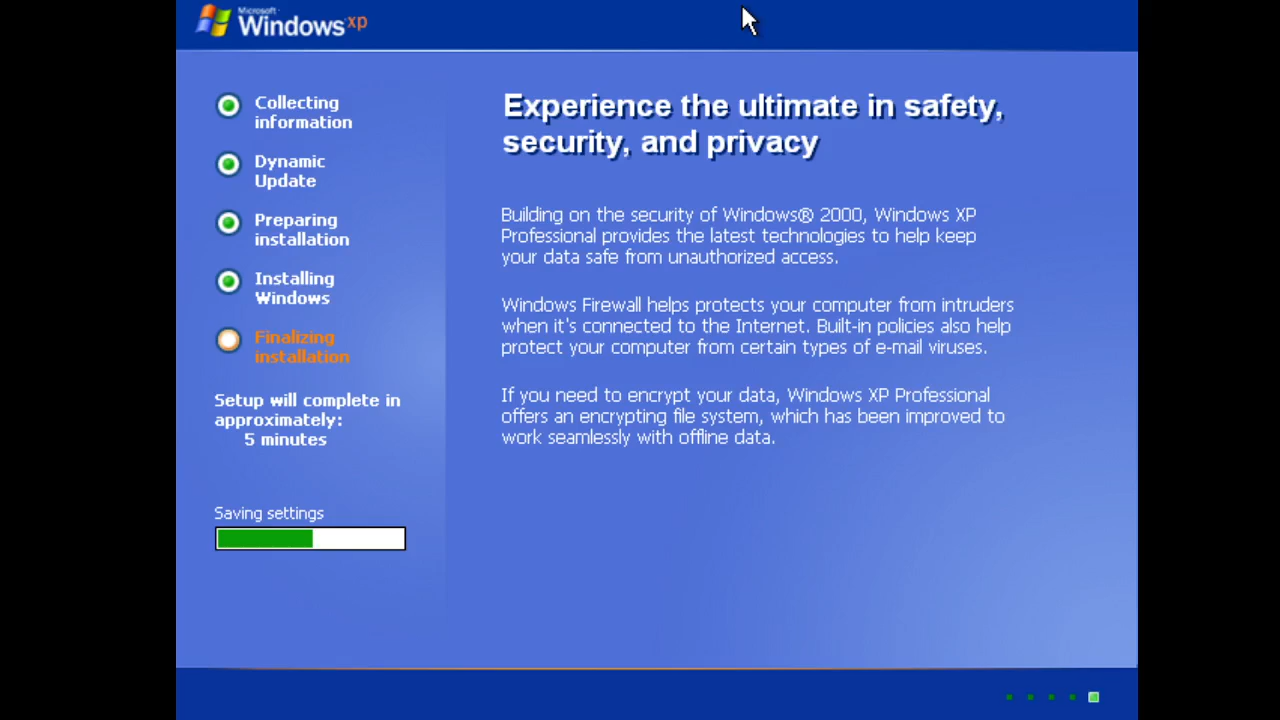 Microsoft
Windows xp
Collecting
information
Dynamic
Update
Preparing
installation
Installing
Windows
Finalizing
installation
Setup will complete in
approximately:
5 minutes
Saving settings
Experience the ultimate in safety,
security, and privacy
Building on the security of Windows® 2000, Windows XP
Professional provides the latest technologies to help keep
your data safe from unauthorized access.
Windows Firewall helps protects your computer from intruders
when it's connected to the Internet. Built-in policies also help
protect your computer from certain types of e-mail viruses.
If you need to encrypt your data, Windows XP Professional
offers an encrypting file system, which has been improved to
work seamlessly with offline data.